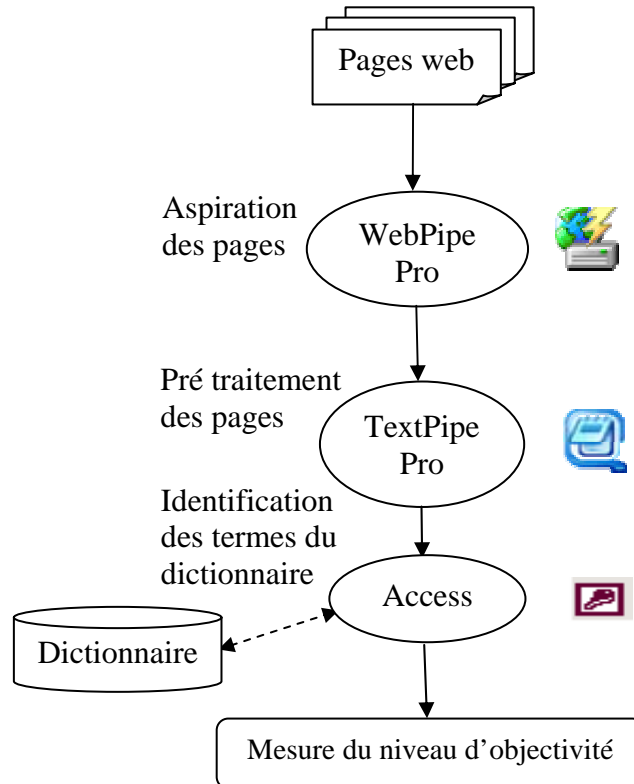 Pages web
Aspiration
des pages
WebPipe
Pro
Pré traitement
des pages
TextPipe
Pro
Identification
des termes du
dictionnaire
Access
Dictionnaire
Mesure du niveau d’objectivité